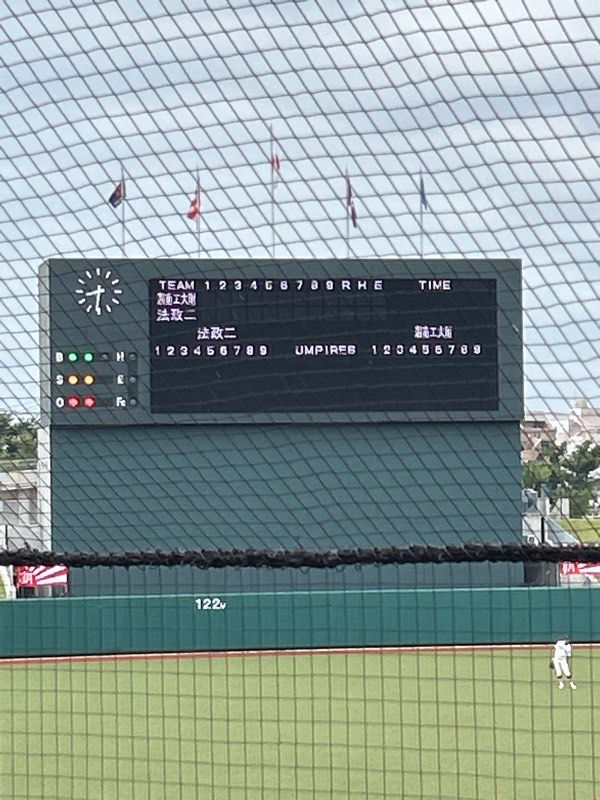 TEAM 1 2 3 4 5 6 7 8 9 R H E TIME
湘南工大附
法政二
法政二 湘南工大附
1 2 3 4 5 6 7 8 9 UMPIRES 1 2 3 4 5 6 7 8 9
B H
S E
O Fc
122m